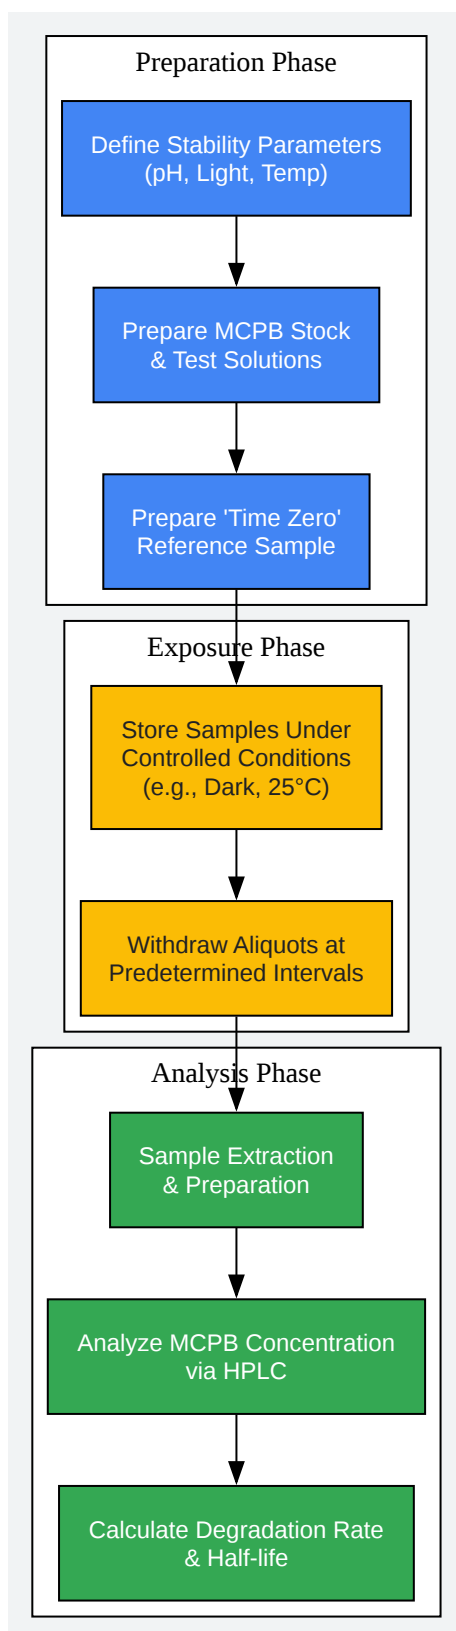 Preparation Phase
Define Stability Parameters
(pH, Light, Temp)
Prepare MCPB Stock
& Test Solutions
Prepare 'Time Zero'
Reference Sample
Exposure Phase
Store Samples Under
Controlled Conditions
(e.g., Dark, 25°C)
Withdraw Aliquots at
Predetermined Intervals
Analysis Phase
Sample Extraction
& Preparation
Analyze MCPB Concentration
via HPLC
Calculate Degradation Rate
& Half-life